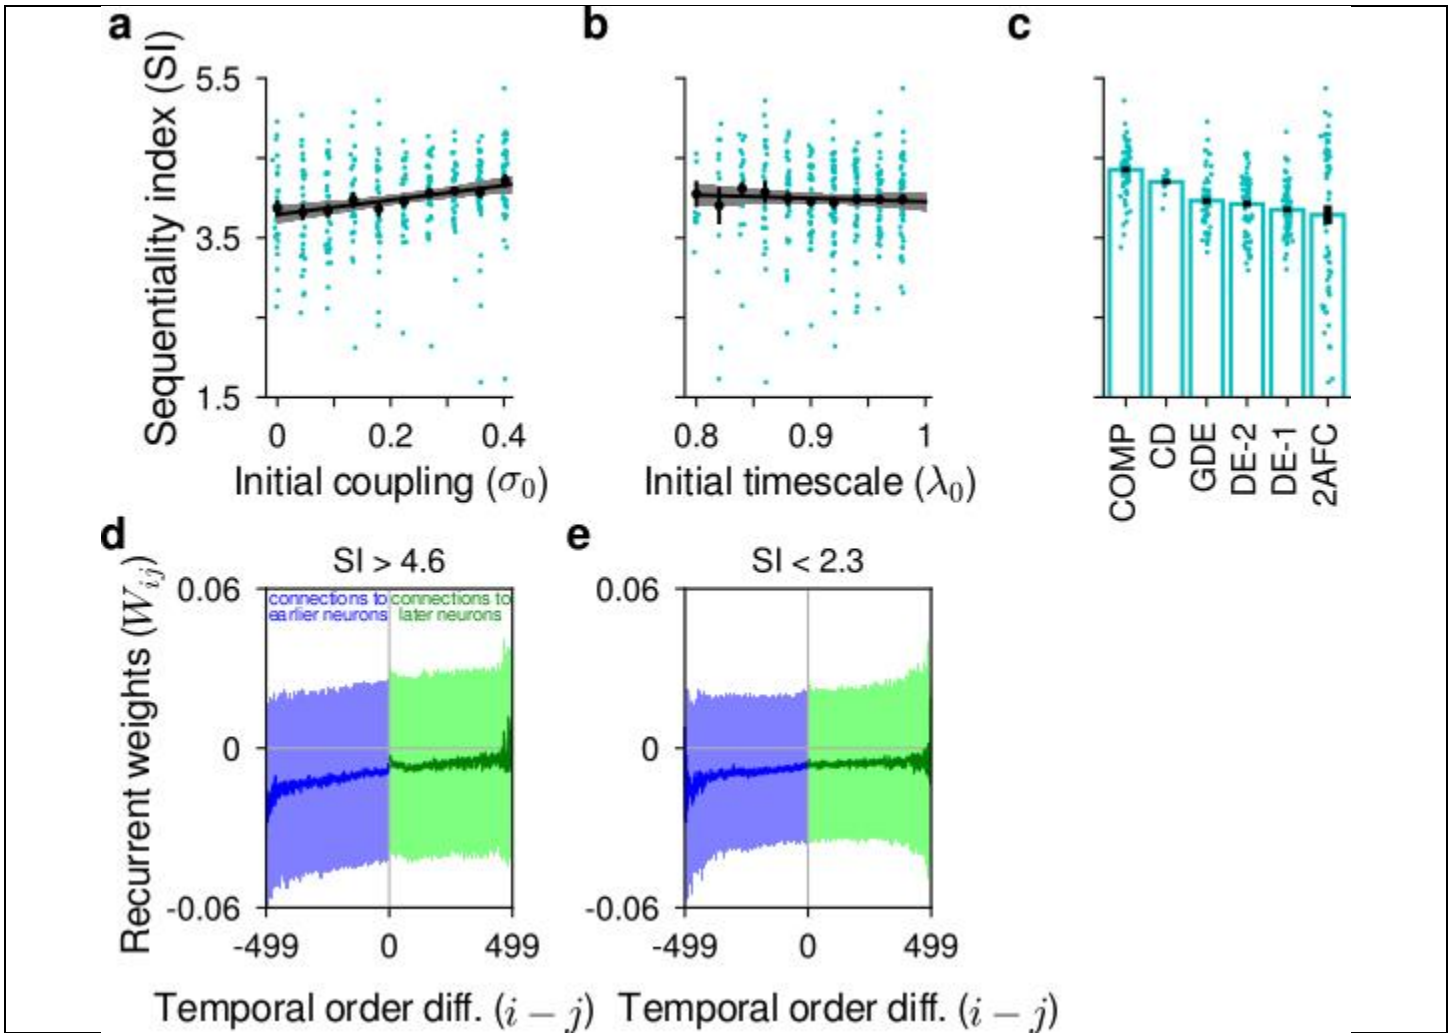 a
b
c
Sequentiality index (SI)
5.5
3.5
1.5
0 0.2 0.4
Initial coupling (σ₀)
0.8 0.9 1
Initial timescale (λ₀)
COMP
CD
GDE
DE-2
DE-1
2AFC
d
e
SI > 4.6
SI < 2.3
Recurrent weights (Wᵢⱼ)
0.06
0
-0.06
connections to
earlier neurons
connections to
later neurons
-499 0 499
Temporal order diff. (i − j)
0.06
0
-0.06
-499 0 499
Temporal order diff. (i − j)